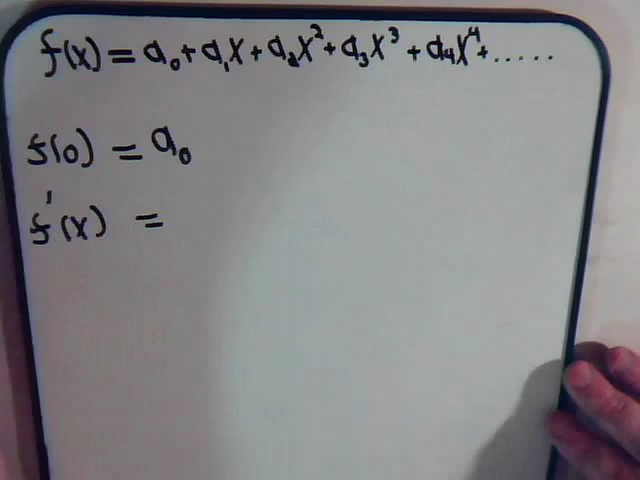 f(x) = a₀ + a₁x + a₂x² + a₃x³ + a₄x⁴ + .....
f(0) = a₀
f'(x) =